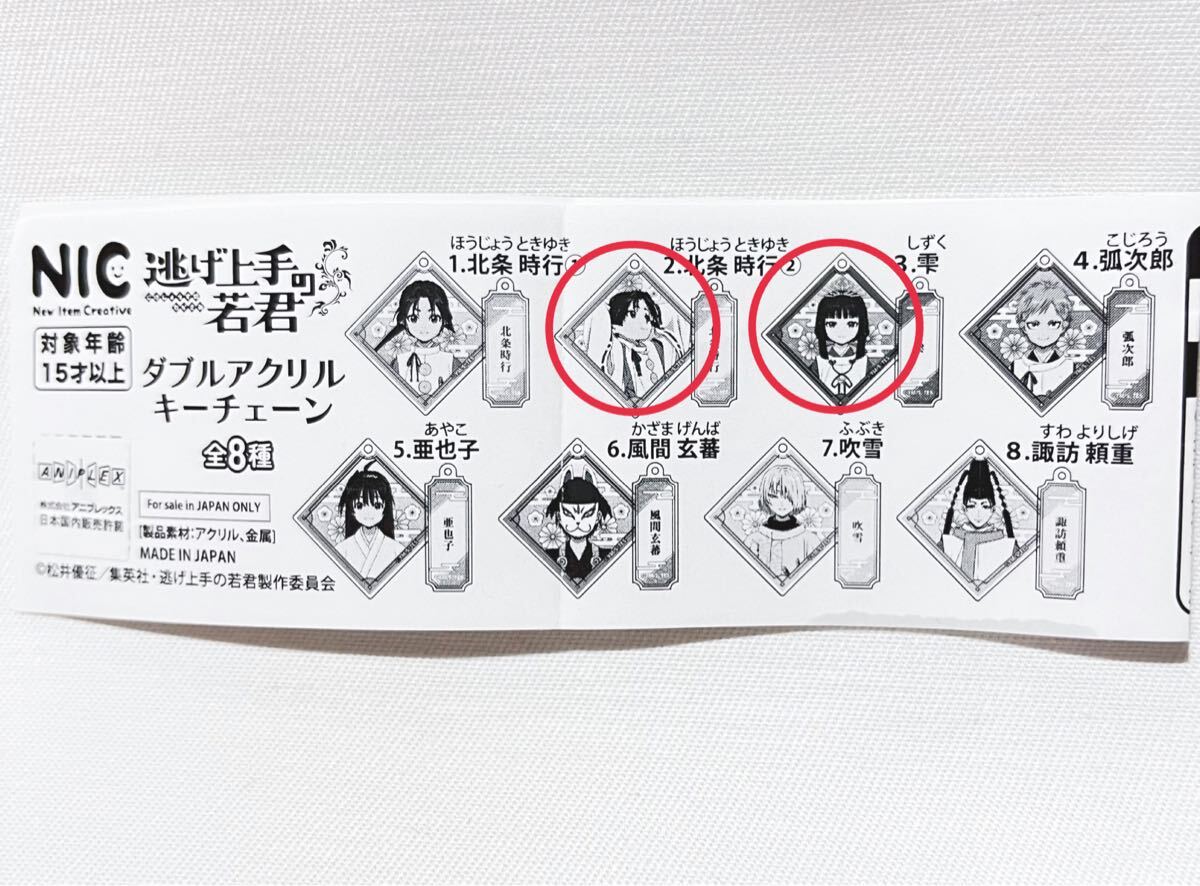 NIC
New Item Creative
対象年齢
15才以上
逃げ上手の
若君
ダブルアクリル
キーチェーン
全8種
ANIPLEX
株式会社アニプレックス
日本国内販売許諾
For sale in JAPAN ONLY
[製品素材:アクリル、金属]
MADE IN JAPAN
©松井優征／集英社・逃げ上手の若君製作委員会
ほうじょう ときゆき
1.北条 時行①
北条時行
ほうじょう ときゆき
2.北条 時行②
しずく
3.雫
こじろう
4.弧次郎
弧次郎
あやこ
5.亜也子
亜也子
かざま げんば
6.風間 玄蕃
風間玄蕃
ふぶき
7.吹雪
吹雪
すわ よりしげ
8.諏訪 頼重
諏訪頼重